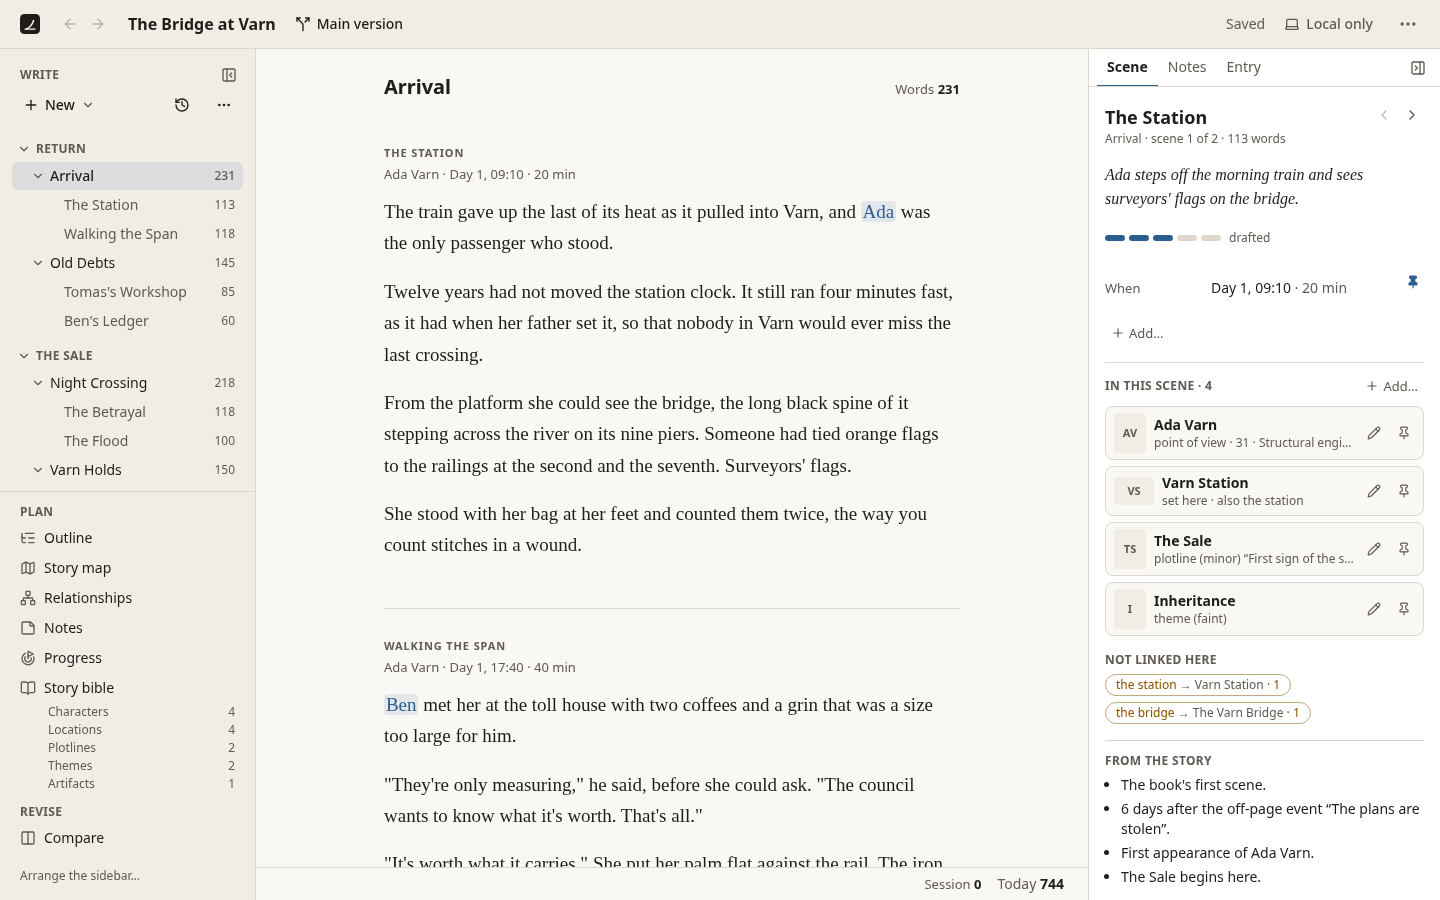 The Bridge at Varn
Main version
Saved
Local only
WRITE
New
RETURN
Arrival 231
The Station 113
Walking the Span 118
Old Debts 145
Tomas's Workshop 85
Ben's Ledger 60
THE SALE
Night Crossing 218
The Betrayal 118
The Flood 100
Varn Holds 150
PLAN
Outline
Story map
Relationships
Notes
Progress
Story bible
Characters 4
Locations 4
Plotlines 2
Themes 2
Artifacts 1
REVISE
Compare
Arrange the sidebar...
Arrival
Words 231
THE STATION
Ada Varn · Day 1, 09:10 · 20 min
The train gave up the last of its heat as it pulled into Varn, and Ada was
the only passenger who stood.
Twelve years had not moved the station clock. It still ran four minutes fast,
as it had when her father set it, so that nobody in Varn would ever miss the
last crossing.
From the platform she could see the bridge, the long black spine of it
stepping across the river on its nine piers. Someone had tied orange flags
to the railings at the second and the seventh. Surveyors' flags.
She stood with her bag at her feet and counted them twice, the way you
count stitches in a wound.
WALKING THE SPAN
Ada Varn · Day 1, 17:40 · 40 min
Ben met her at the toll house with two coffees and a grin that was a size
too large for him.
"They're only measuring," he said, before she could ask. "The council
wants to know what it's worth. That's all."
"It's worth what it carries." She put her palm flat against the rail. The iron
Session 0
Today 744
Scene
Notes
Entry
The Station
Arrival · scene 1 of 2 · 113 words
Ada steps off the morning train and sees
surveyors' flags on the bridge.
drafted
When
Day 1, 09:10 · 20 min
Add...
IN THIS SCENE · 4
Add...
AV
Ada Varn
point of view · 31 · Structural engi...
VS
Varn Station
set here · also the station
TS
The Sale
plotline (minor) “First sign of the s...
I
Inheritance
theme (faint)
NOT LINKED HERE
the station → Varn Station · 1
the bridge → The Varn Bridge · 1
FROM THE STORY
The book's first scene.
6 days after the off-page event “The plans are
stolen”.
First appearance of Ada Varn.
The Sale begins here.